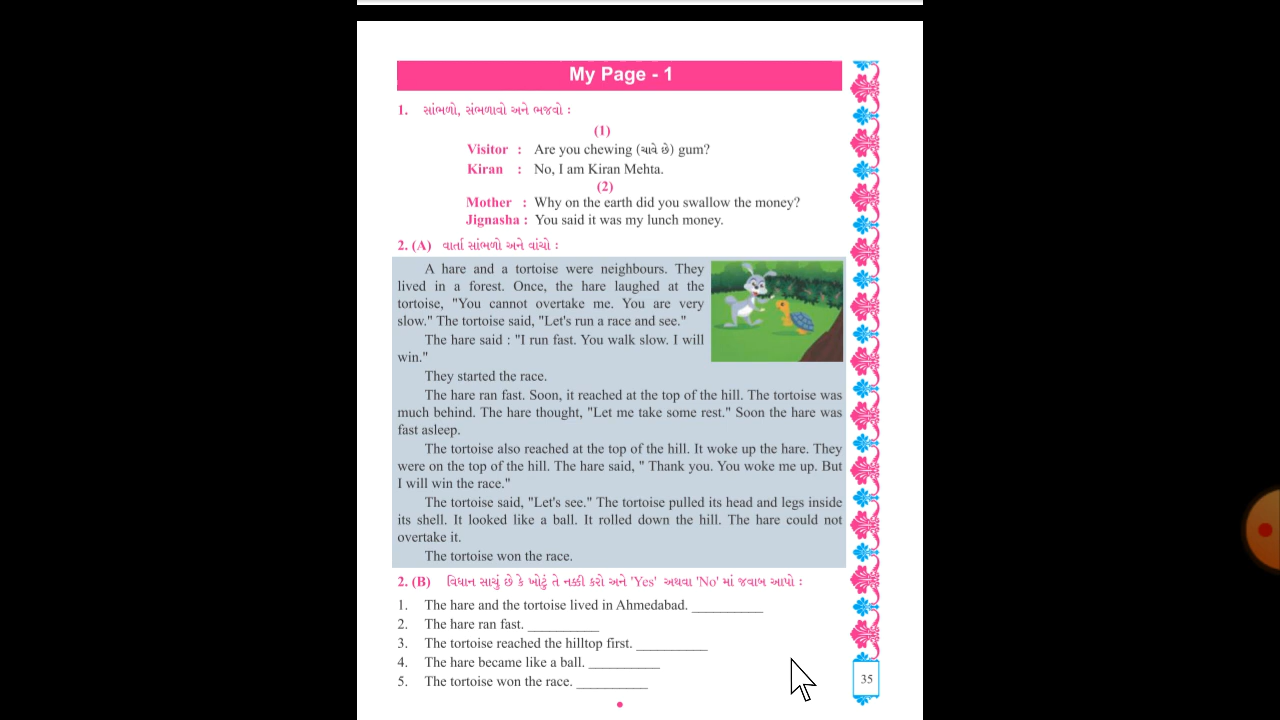 My Page - 1
1. સાંભળો, સંભળાવો અને ભજવો :
(1)
Visitor : Are you chewing (ચાવે છે) gum?
Kiran : No, I am Kiran Mehta.
(2)
Mother : Why on the earth did you swallow the money?
Jignasha : You said it was my lunch money.
2. (A) વાર્તા સાંભળો અને વાંચો :
A hare and a tortoise were neighbours. They
lived in a forest. Once, the hare laughed at the
tortoise, "You cannot overtake me. You are very
slow." The tortoise said, "Let's run a race and see."
The hare said : "I run fast. You walk slow. I will
win."
They started the race.
The hare ran fast. Soon, it reached at the top of the hill. The tortoise was
much behind. The hare thought, "Let me take some rest." Soon the hare was
fast asleep.
The tortoise also reached at the top of the hill. It woke up the hare. They
were on the top of the hill. The hare said, " Thank you. You woke me up. But
I will win the race."
The tortoise said, "Let's see." The tortoise pulled its head and legs inside
its shell. It looked like a ball. It rolled down the hill. The hare could not
overtake it.
The tortoise won the race.
2. (B) વિધાન સાચું છે કે ખોટું તે નક્કી કરો અને 'Yes' અથવા 'No' માં જવાબ આપો :
1. The hare and the tortoise lived in Ahmedabad. __________
2. The hare ran fast. __________
3. The tortoise reached the hilltop first. __________
4. The hare became like a ball. __________
5. The tortoise won the race. __________
35